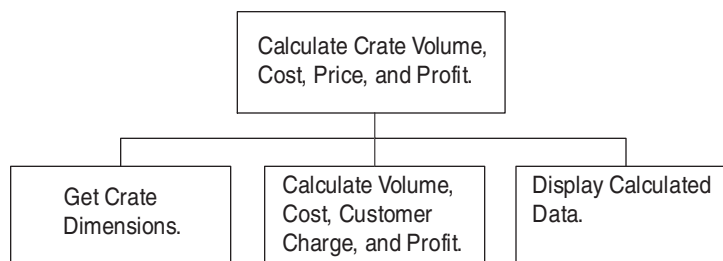 Calculate Crate Volume,
Cost, Price, and Profit.
Get Crate
Dimensions.
Calculate Volume,
Cost, Customer
Charge, and Profit.
Display Calculated
Data.